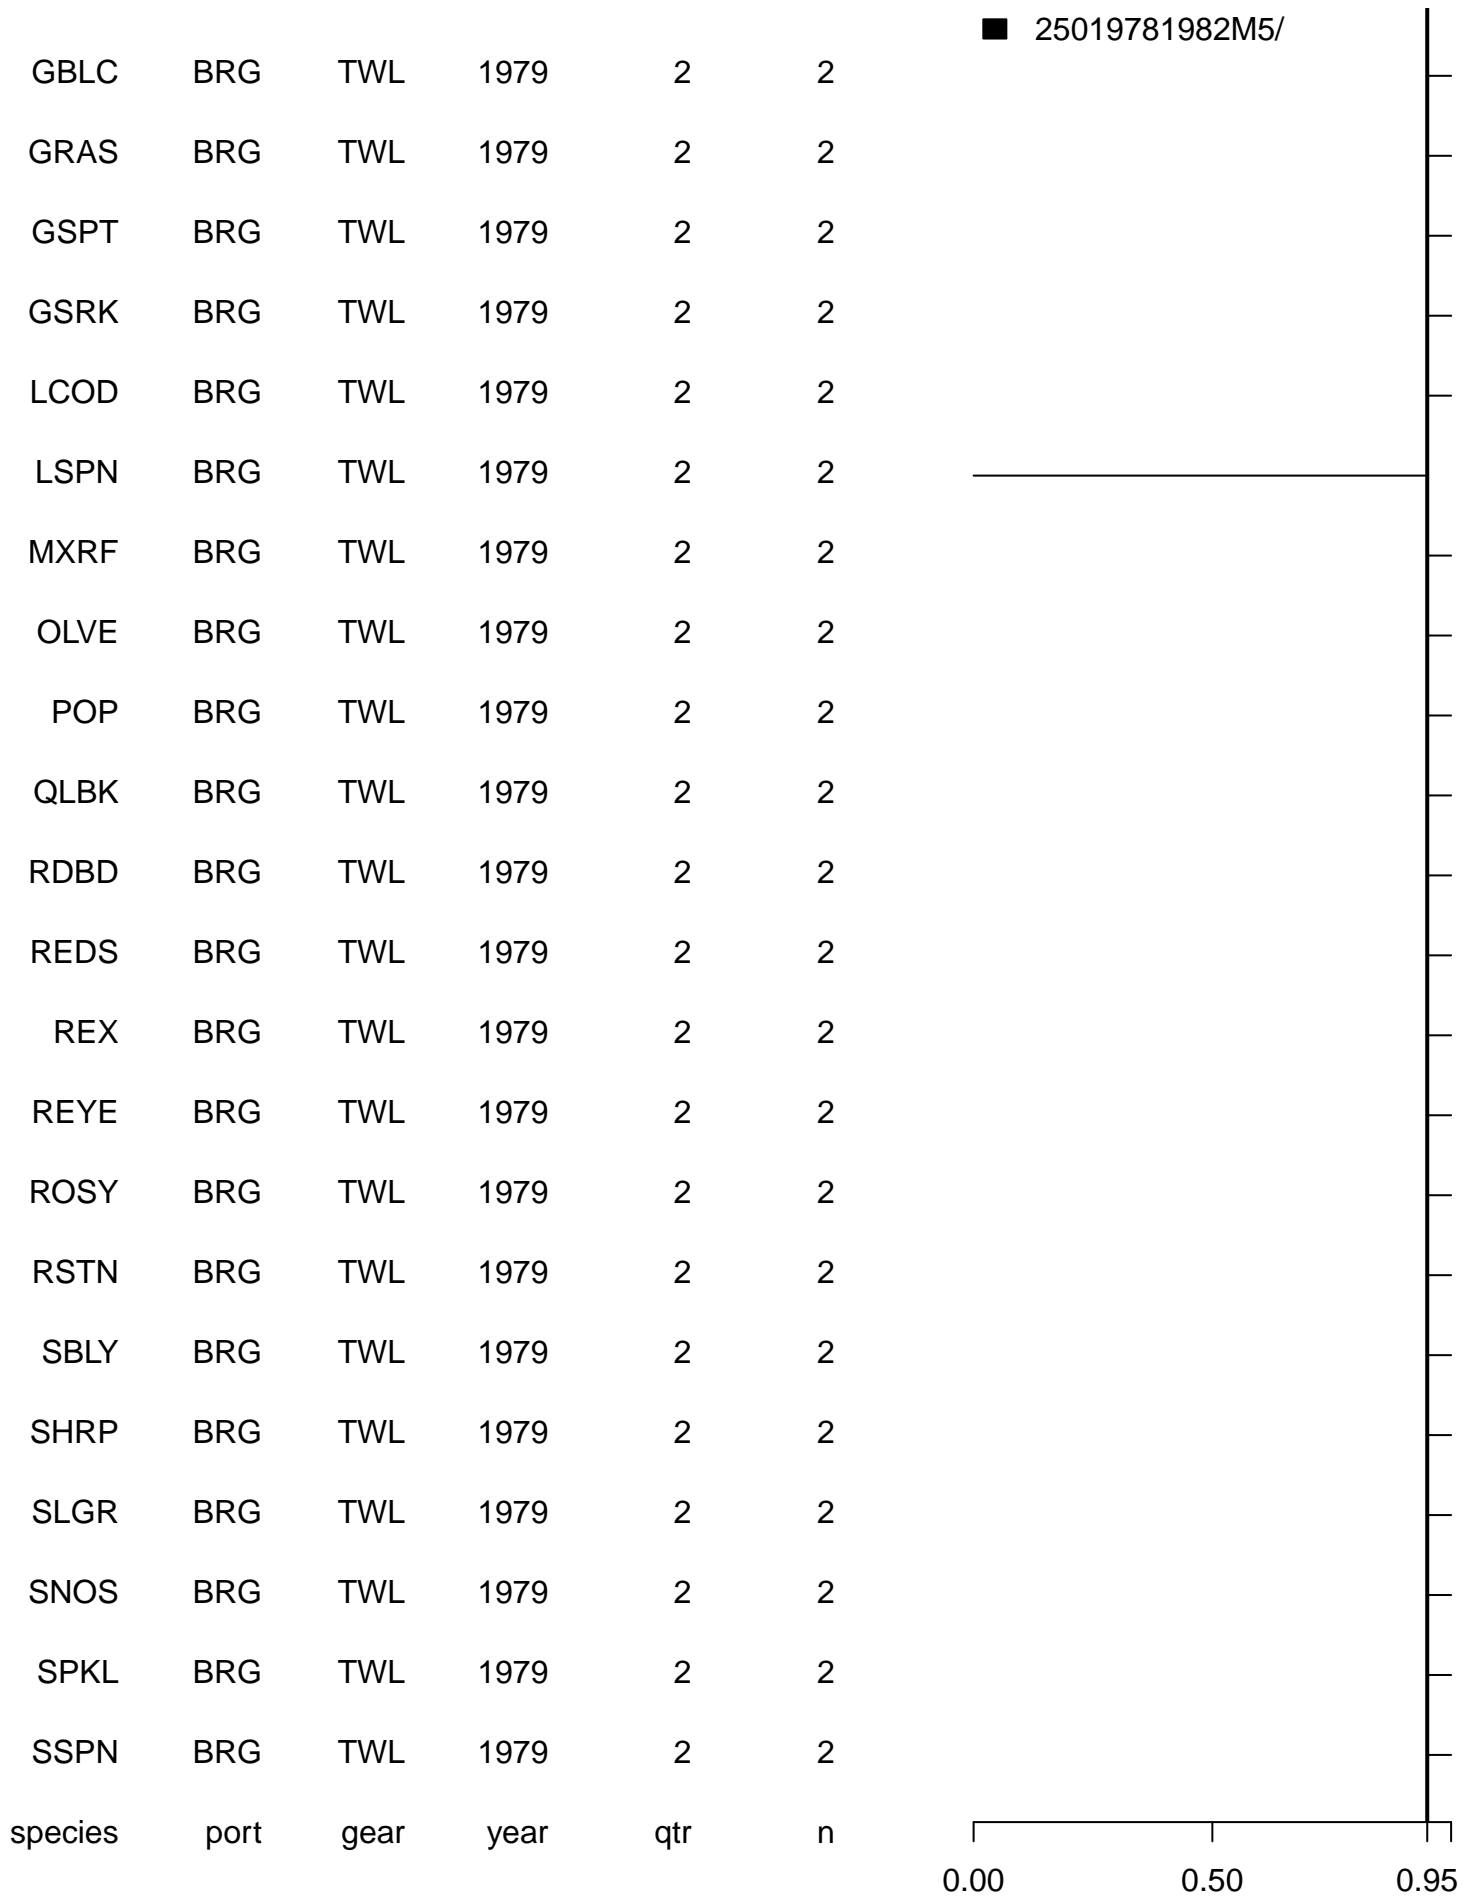 25019781982M5/
GBLC BRG TWL 1979 2 2
GRAS BRG TWL 1979 2 2
GSPT BRG TWL 1979 2 2
GSRK BRG TWL 1979 2 2
LCOD BRG TWL 1979 2 2
LSPN BRG TWL 1979 2 2
MXRF BRG TWL 1979 2 2
OLVE BRG TWL 1979 2 2
POP BRG TWL 1979 2 2
QLBK BRG TWL 1979 2 2
RDBD BRG TWL 1979 2 2
REDS BRG TWL 1979 2 2
REX BRG TWL 1979 2 2
REYE BRG TWL 1979 2 2
ROSY BRG TWL 1979 2 2
RSTN BRG TWL 1979 2 2
SBLY BRG TWL 1979 2 2
SHRP BRG TWL 1979 2 2
SLGR BRG TWL 1979 2 2
SNOS BRG TWL 1979 2 2
SPKL BRG TWL 1979 2 2
SSPN BRG TWL 1979 2 2
species port gear year qtr n
0.00 0.50 0.95